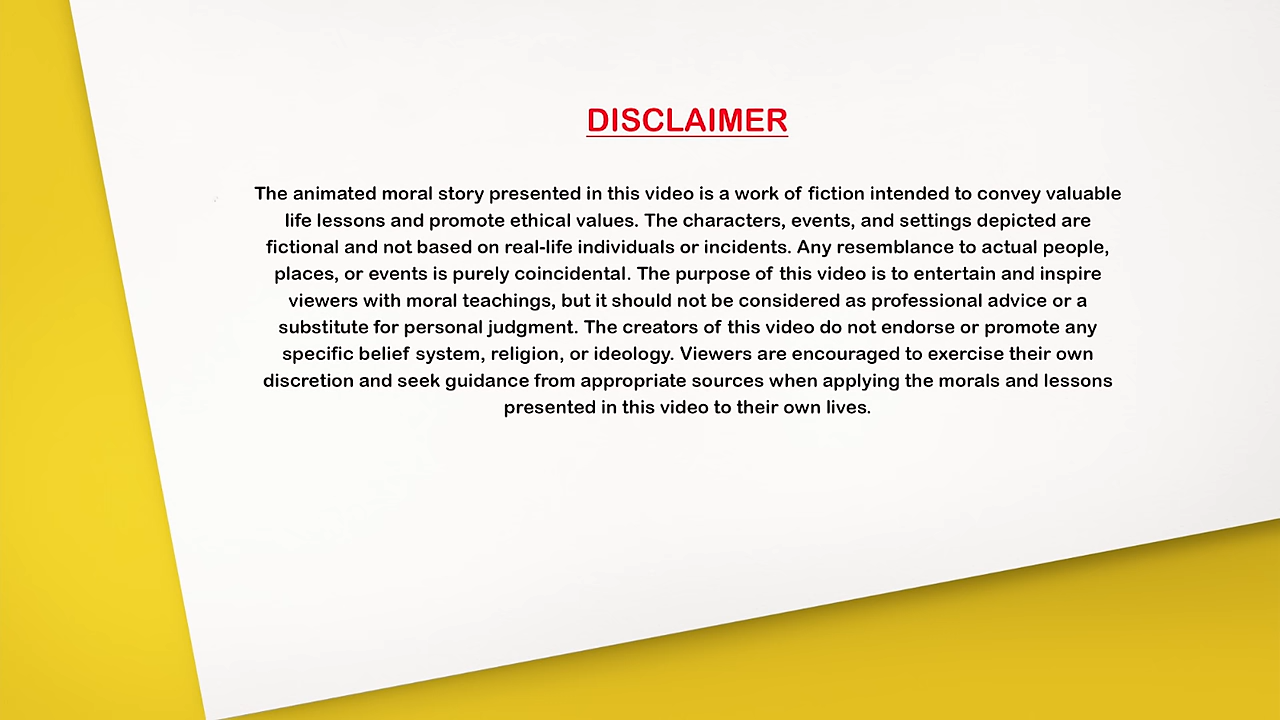 DISCLAIMER
The animated moral story presented in this video is a work of fiction intended to convey valuable
life lessons and promote ethical values. The characters, events, and settings depicted are
fictional and not based on real-life individuals or incidents. Any resemblance to actual people,
places, or events is purely coincidental. The purpose of this video is to entertain and inspire
viewers with moral teachings, but it should not be considered as professional advice or a
substitute for personal judgment. The creators of this video do not endorse or promote any
specific belief system, religion, or ideology. Viewers are encouraged to exercise their own
discretion and seek guidance from appropriate sources when applying the morals and lessons
presented in this video to their own lives.